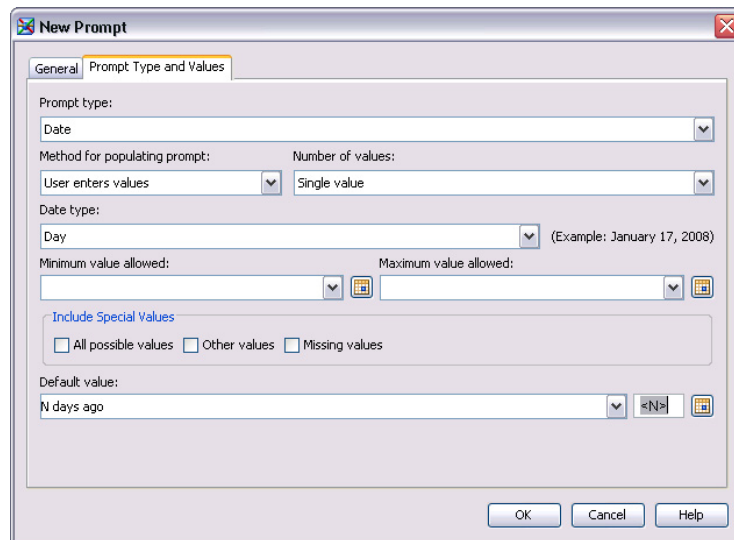 New Prompt
General Prompt Type and Values
Prompt type:
Date
Method for populating prompt: Number of values:
User enters values Single value
Date type:
Day (Example: January 17, 2008)
Minimum value allowed: Maximum value allowed:
Include Special Values
All possible values Other values Missing values
Default value:
N days ago <N>
OK Cancel Help